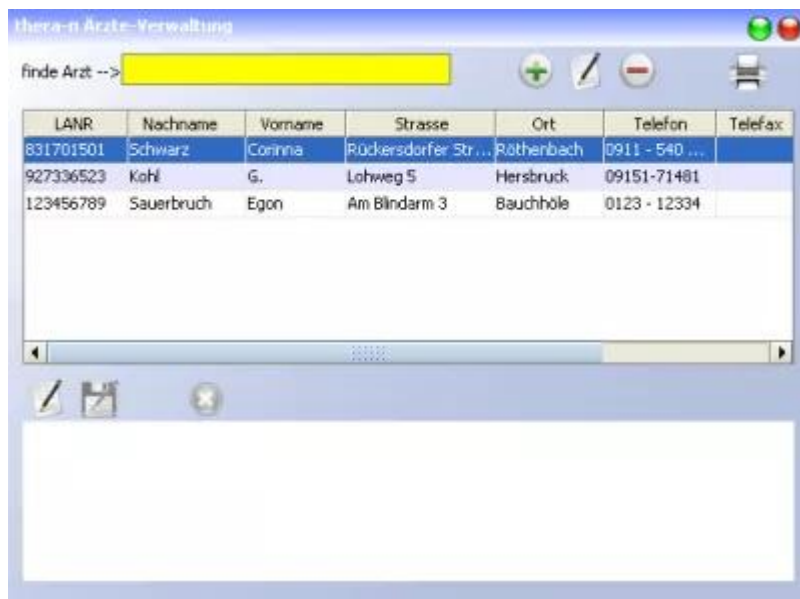 thera-n Ärzte-Verwaltung
finde Arzt -->
LANR Nachname Vorname Strasse Ort Telefon Telefax
831701501 Schwarz Corinna Rückersdorfer Str... Röthenbach 0911 - 540 ...
927336523 Kohl G. Lohweg 5 Hersbruck 09151-71481
123456789 Sauerbruch Egon Am Blindarm 3 Bauchhöle 0123 - 12334